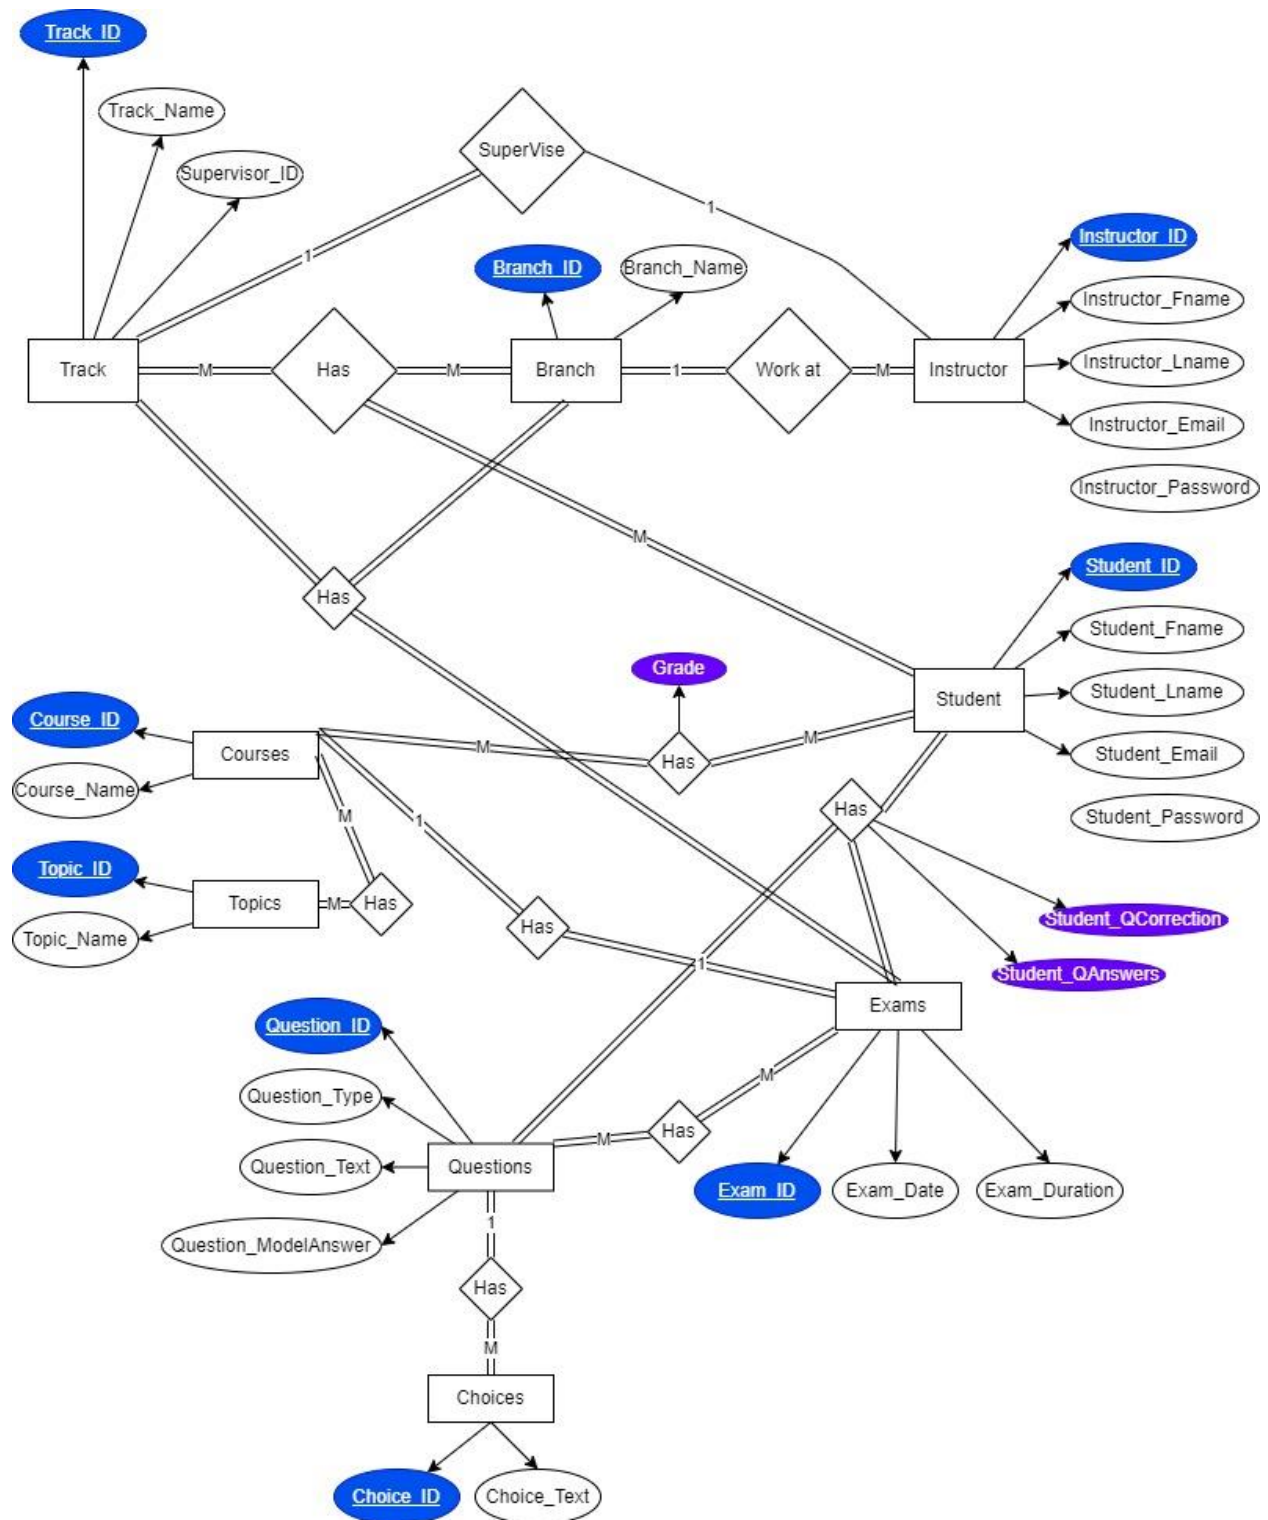 Track_ID
Track_Name
SuperVise
Supervisor_ID
1
1
Instructor_ID
Branch_ID
Branch_Name
1
Instructor_Fname
Track
M
Has
M
Branch
1
Work at
M
Instructor
Instructor_Lname
Instructor_Email
Instructor_Password
M
Student_ID
Has
Student_Fname
Grade
Student
Student_Lname
Course_ID
Courses
M
Has
M
Student_Email
Course_Name
M
1
Has
Student_Password
Topic_ID
Topics
M
Has
Has
Student_QCorrection
Topic_Name
1
Student_QAnswers
Exams
Question_ID
M
Question_Type
M
Has
Question_Text
Questions
Exam_ID
Exam_Date
Exam_Duration
1
Question_ModelAnswer
Has
M
Choices
Choice_ID
Choice_Text